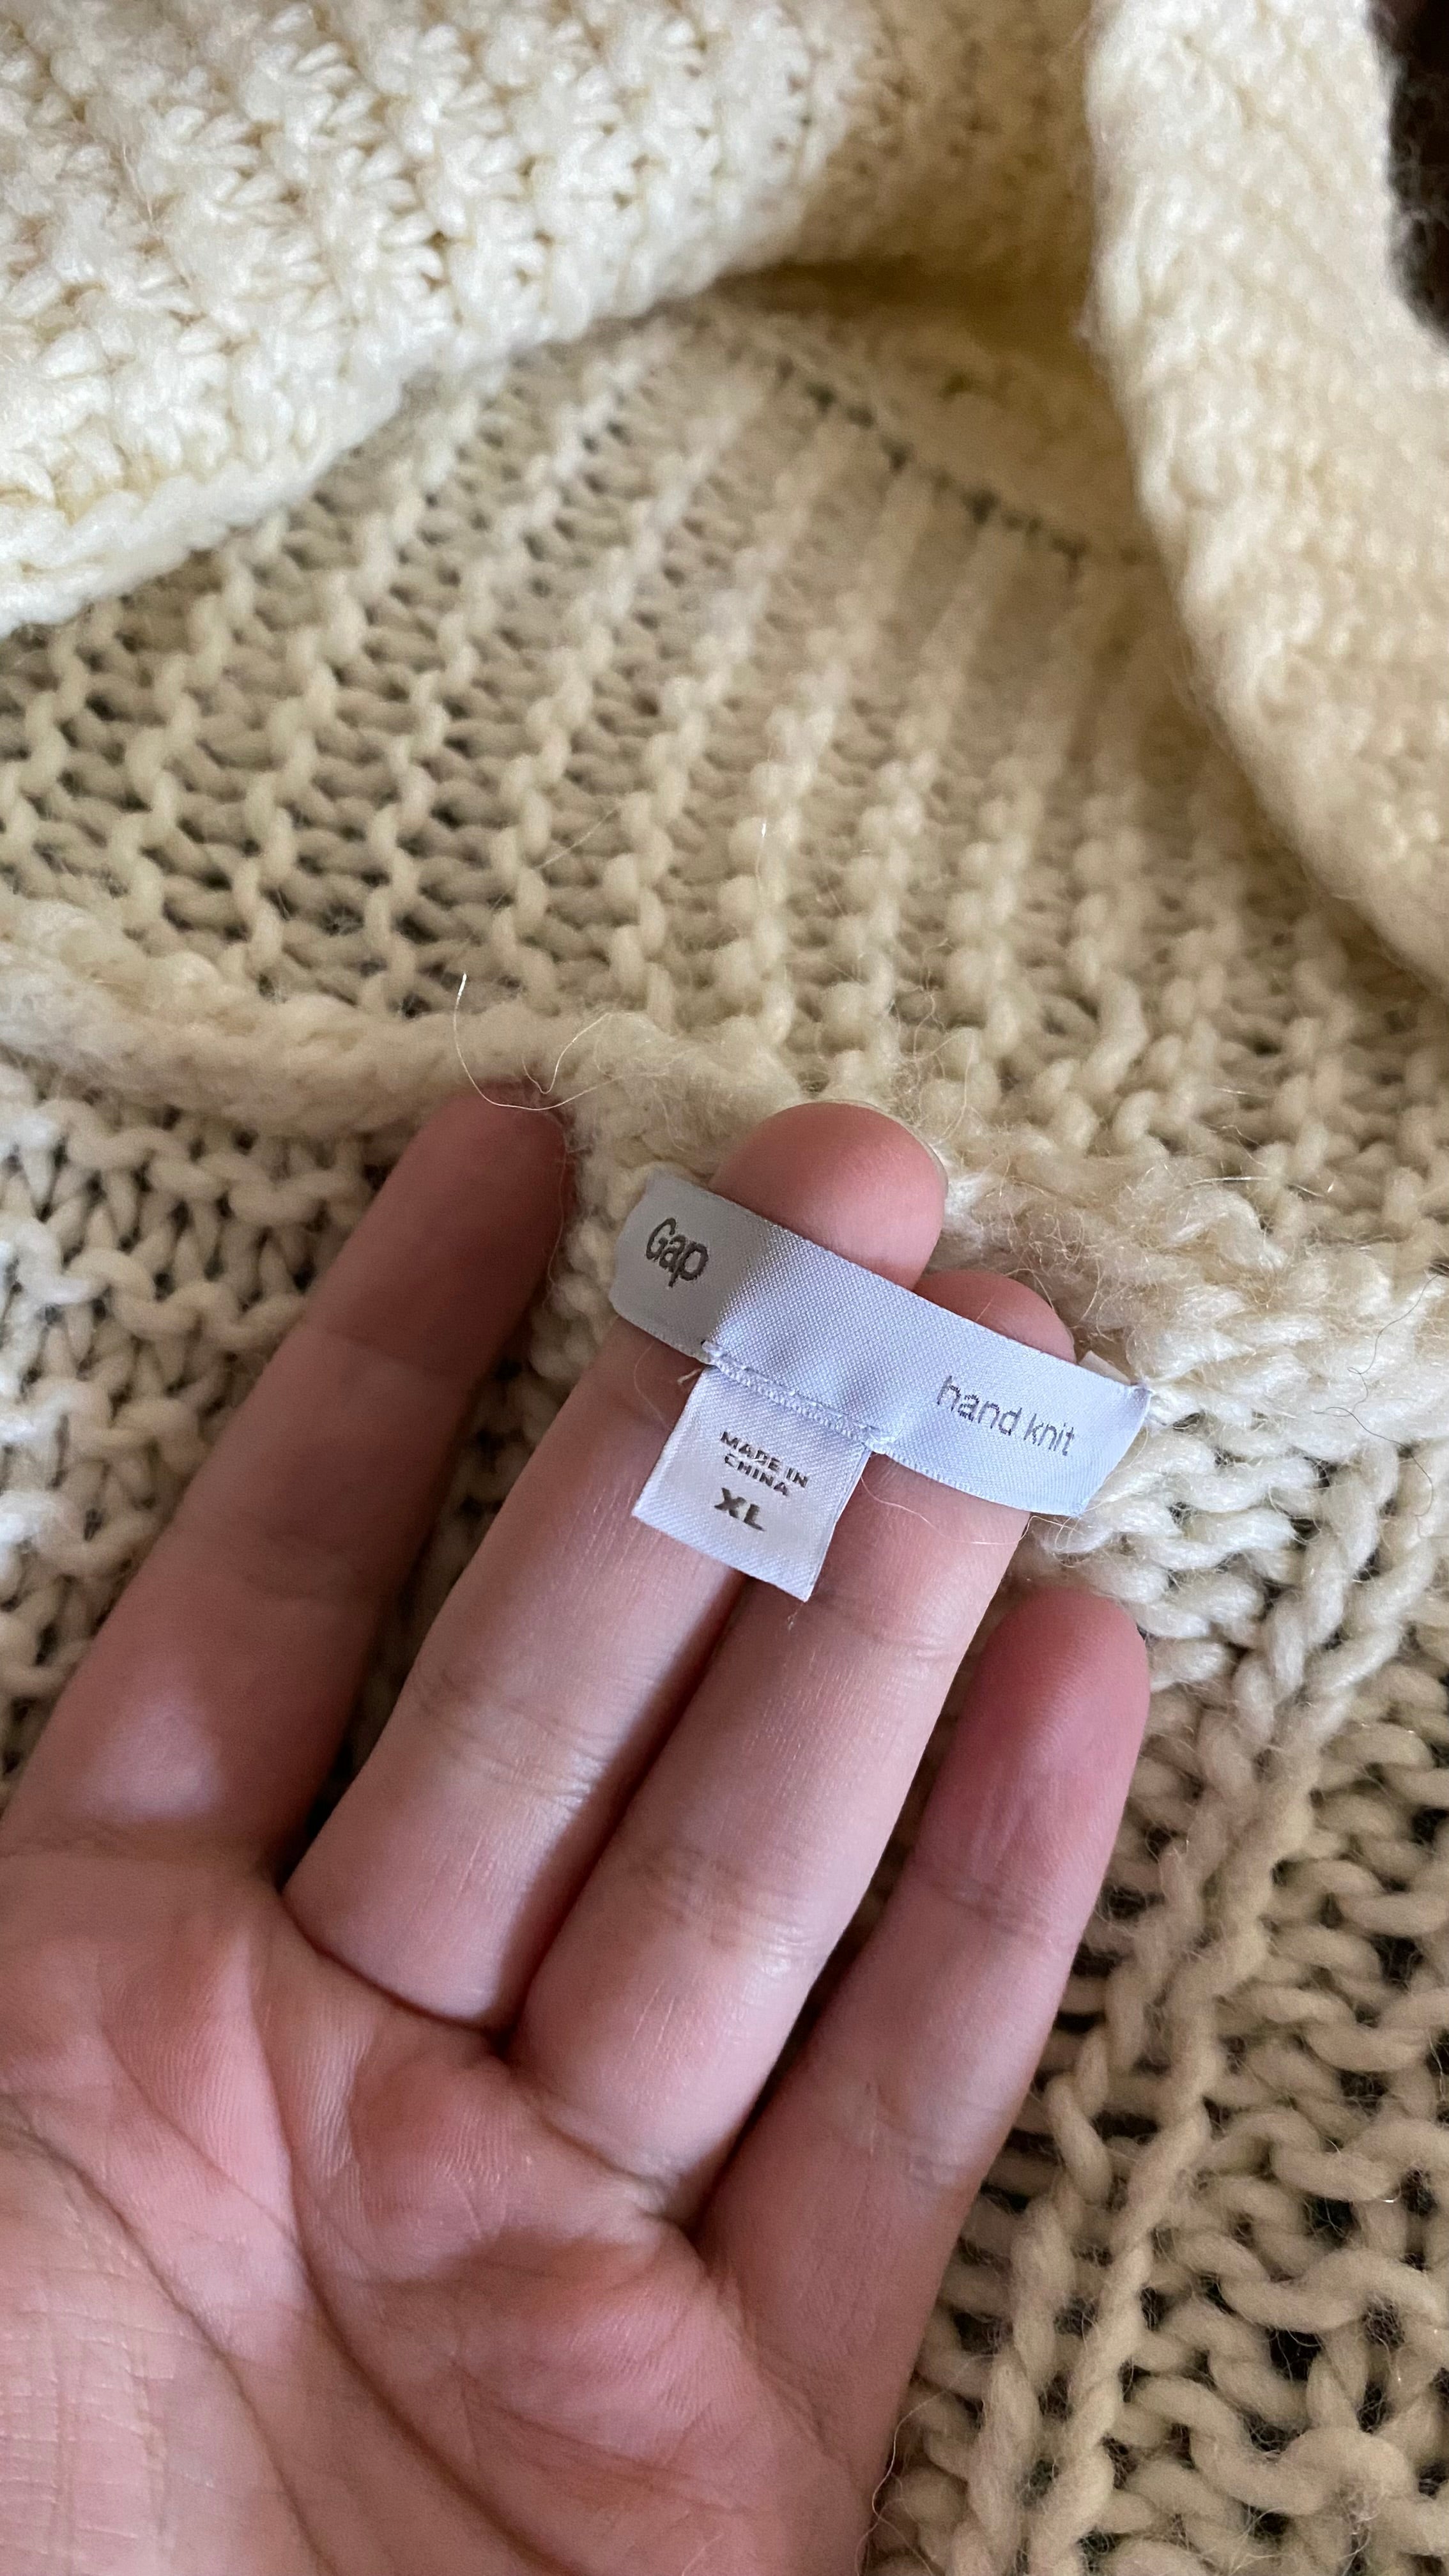 Gap
hand knit
MADE IN
CHINA
XL